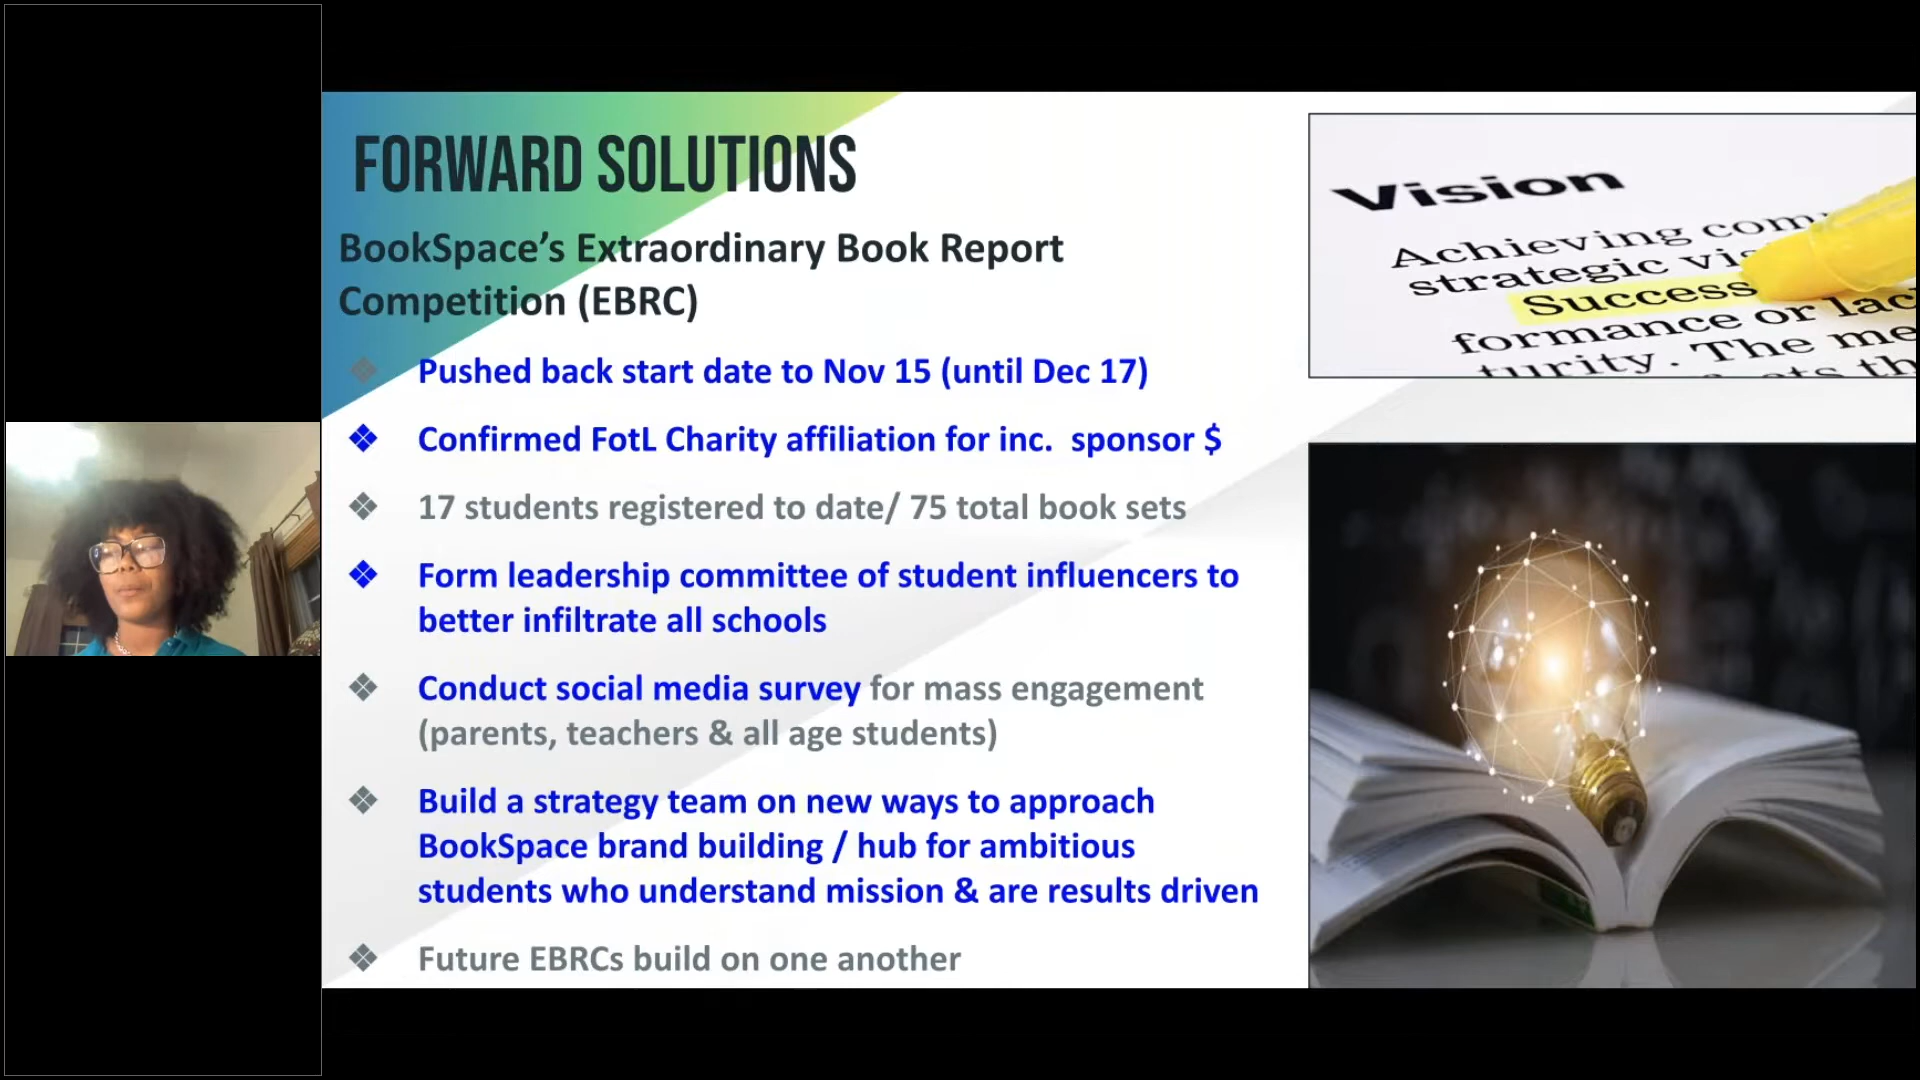 FORWARD SOLUTIONS
BookSpace’s Extraordinary Book Report
Competition (EBRC)
❖ Pushed back start date to Nov 15 (until Dec 17)
❖ Confirmed FotL Charity affiliation for inc.  sponsor $
❖ 17 students registered to date/ 75 total book sets
❖ Form leadership committee of student influencers to
better infiltrate all schools
❖ Conduct social media survey for mass engagement
(parents, teachers & all age students)
❖ Build a strategy team on new ways to approach
BookSpace brand building / hub for ambitious
students who understand mission & are results driven
❖ Future EBRCs build on one another
Vision
Achieving
strategic
Success
formance or
turity. The